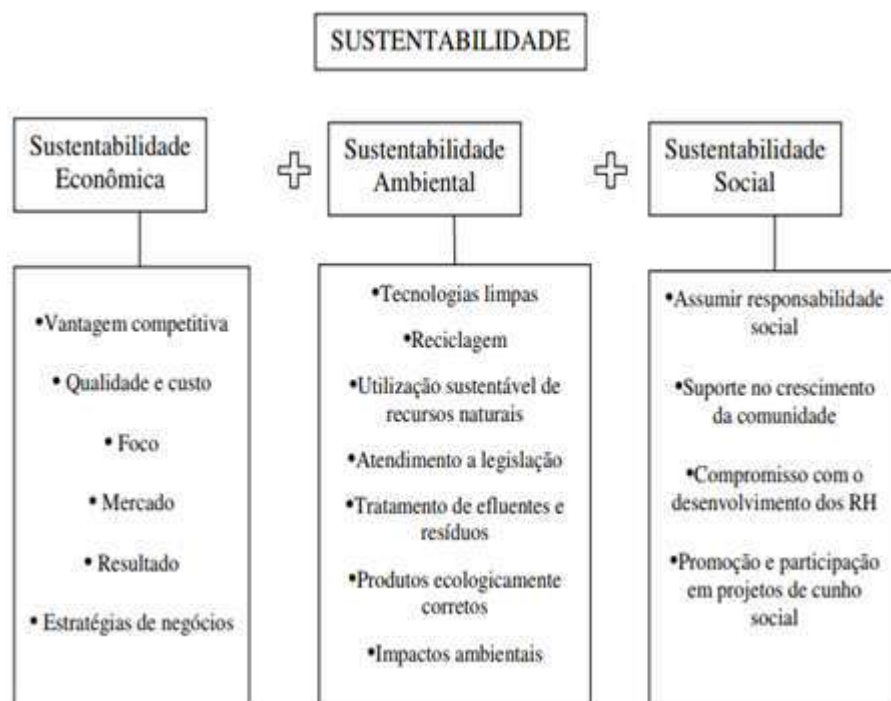 SUSTENTABILIDADE
Sustentabilidade
Econômica
Sustentabilidade
Ambiental
Sustentabilidade
Social
•Vantagem competitiva
• Qualidade e custo
• Foco
• Mercado
• Resultado
• Estratégias de negócios
•Tecnologias limpas
•Reciclagem
•Utilização sustentável de
recursos naturais
•Atendimento a legislação
•Tratamento de efluentes e
resíduos
•Produtos ecologicamente
corretos
•Impactos ambientais
•Assumir responsabilidade
social
•Suporte no crescimento
da comunidade
•Compromisso com o
desenvolvimento dos RH
•Promoção e participação
em projetos de cunho
social